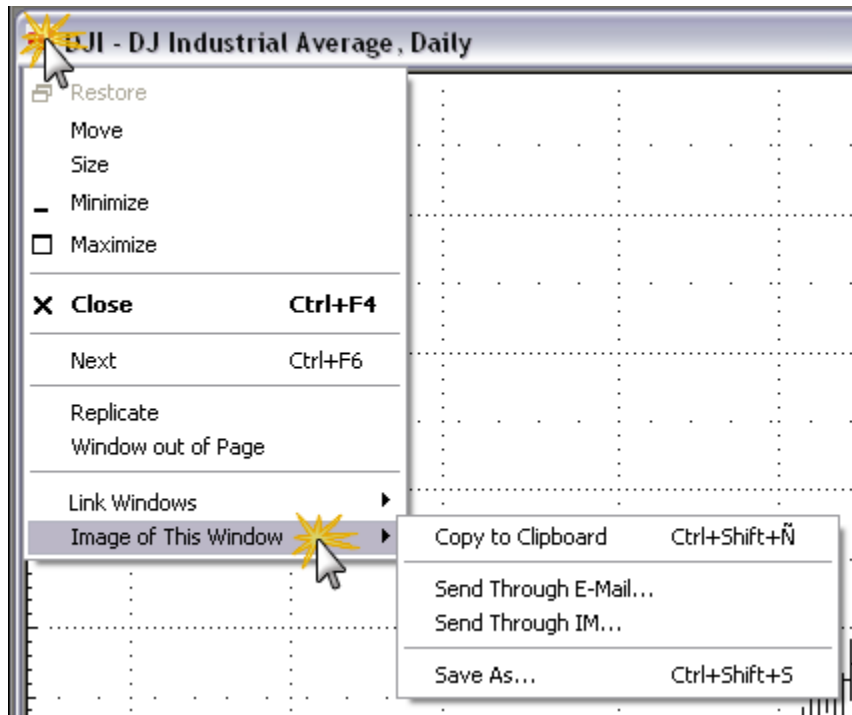 DJI - DJ Industrial Average, Daily
Restore
Move
Size
Minimize
Maximize
Close Ctrl+F4
Next Ctrl+F6
Replicate
Window out of Page
Link Windows
Image of This Window
Copy to Clipboard Ctrl+Shift+Ñ
Send Through E-Mail...
Send Through IM...
Save As... Ctrl+Shift+S